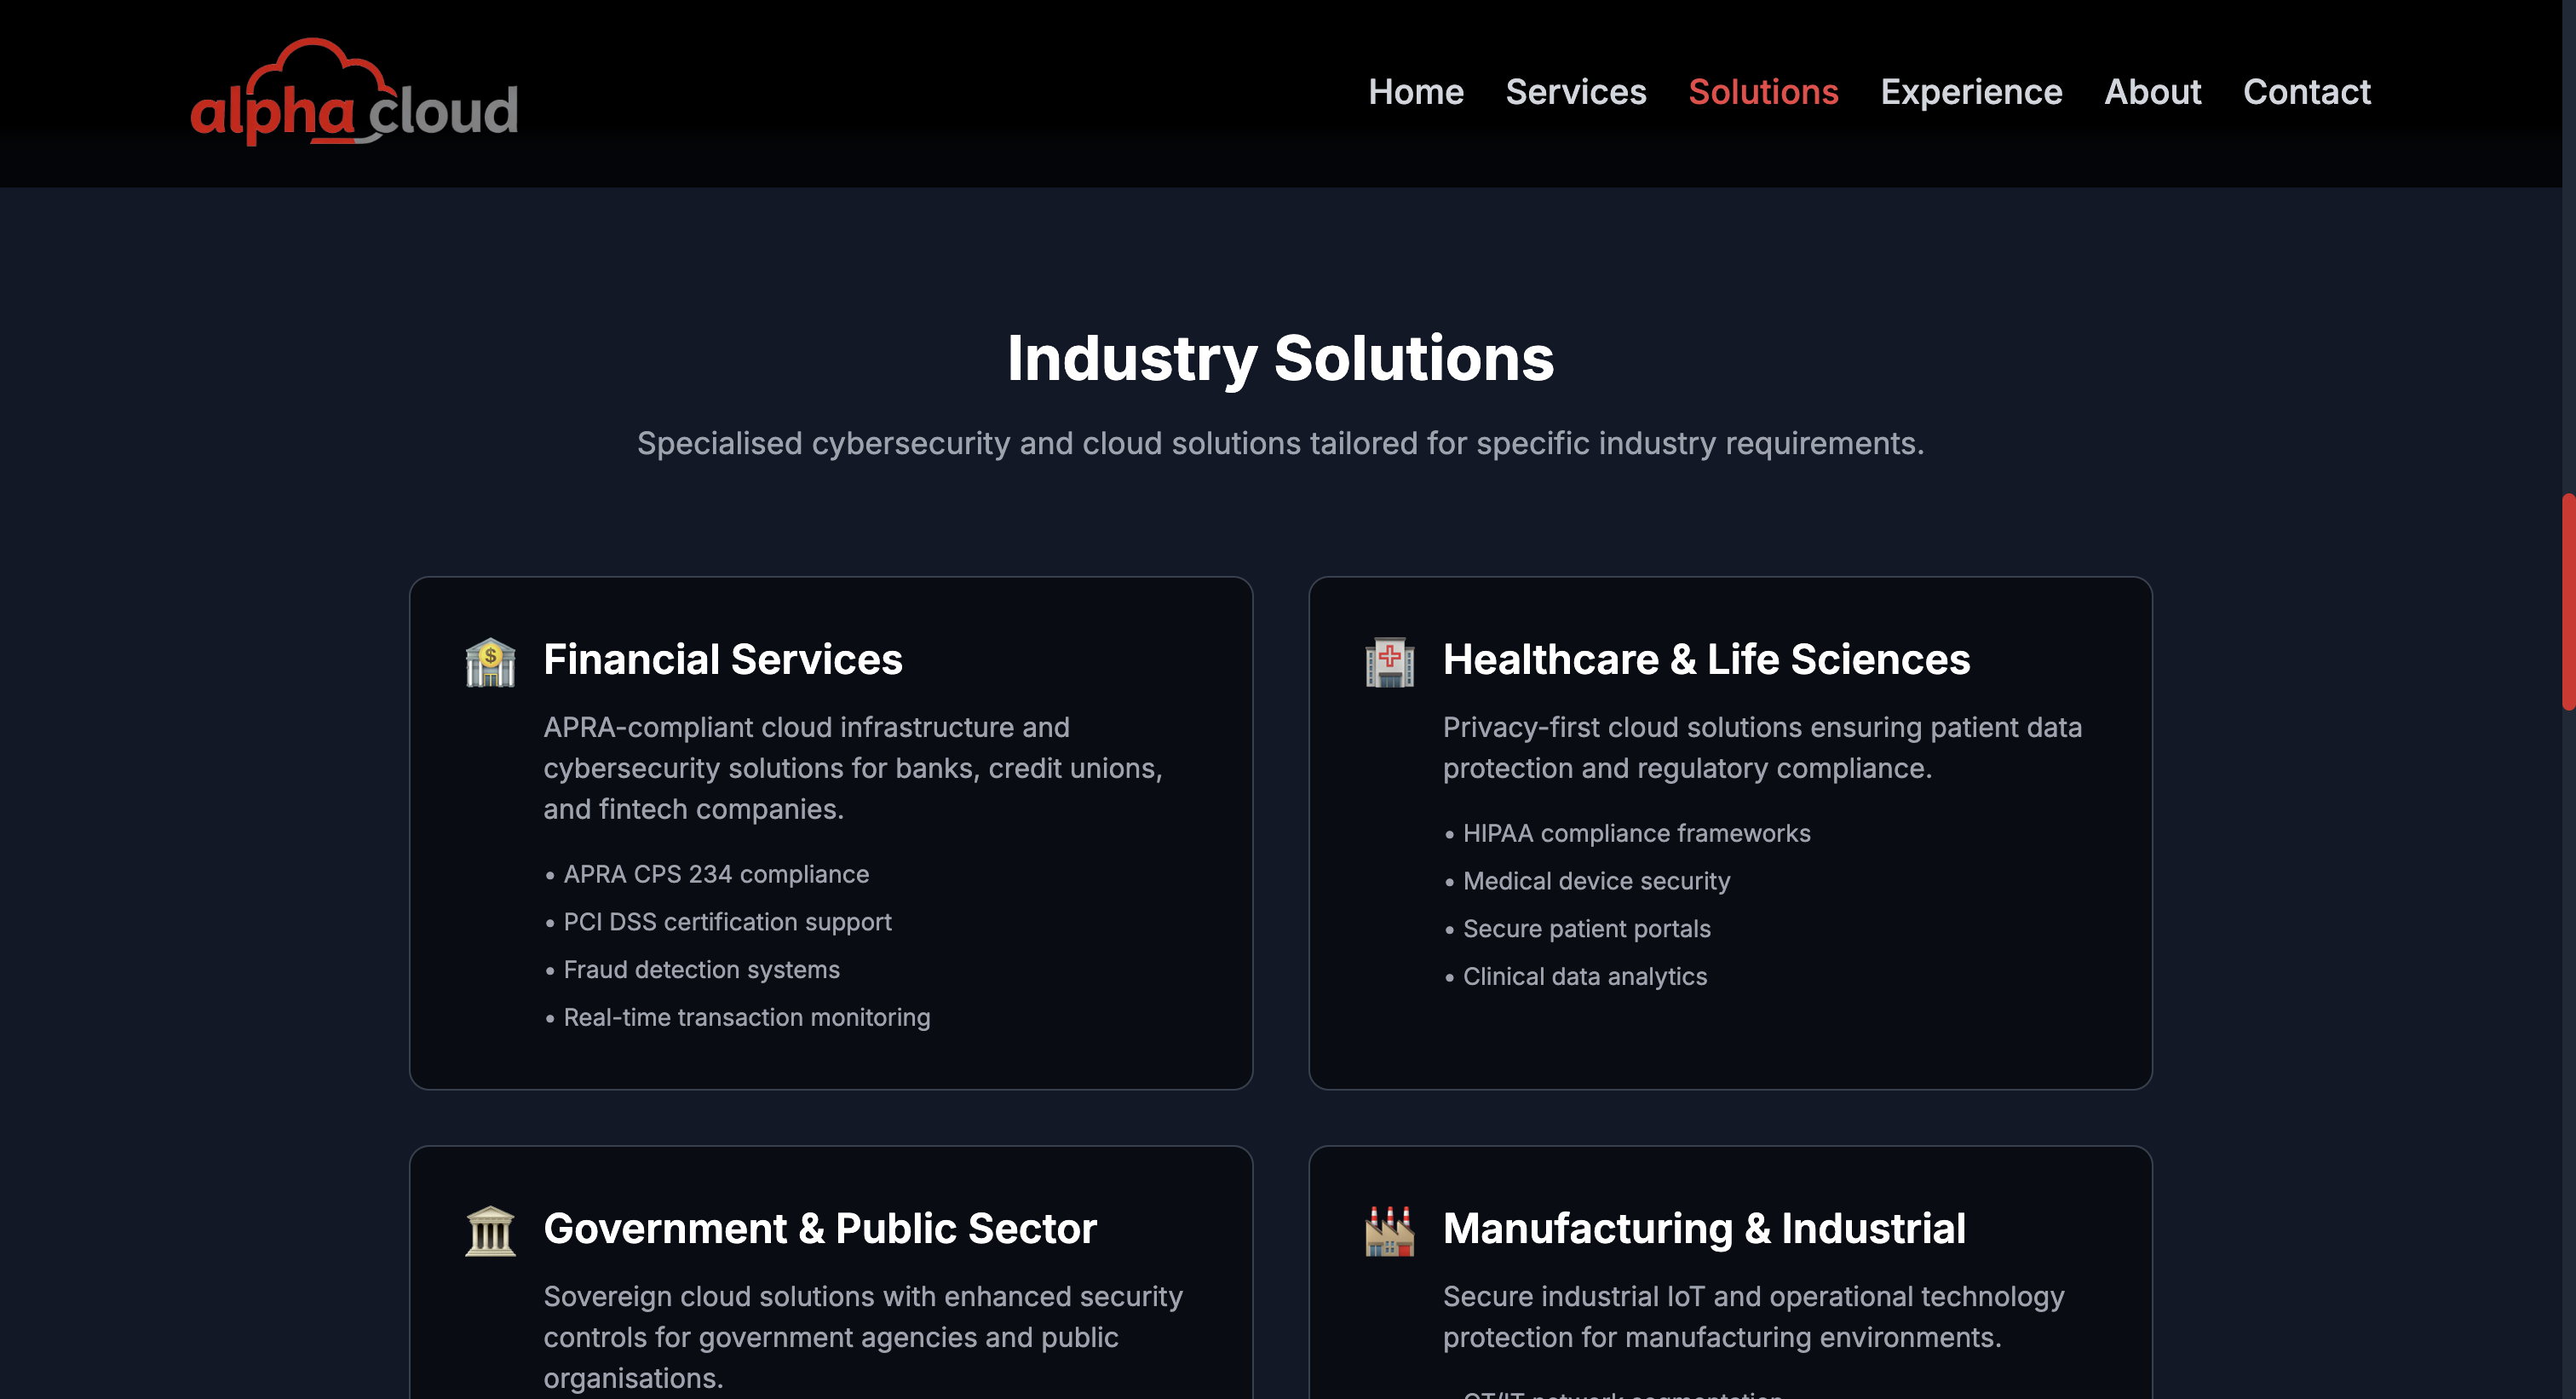 alpha cloud
Home Services Solutions Experience About Contact
Industry Solutions
Specialised cybersecurity and cloud solutions tailored for specific industry requirements.
Financial Services
APRA-compliant cloud infrastructure and
cybersecurity solutions for banks, credit unions,
and fintech companies.
• APRA CPS 234 compliance
• PCI DSS certification support
• Fraud detection systems
• Real-time transaction monitoring
Healthcare & Life Sciences
Privacy-first cloud solutions ensuring patient data
protection and regulatory compliance.
• HIPAA compliance frameworks
• Medical device security
• Secure patient portals
• Clinical data analytics
Government & Public Sector
Sovereign cloud solutions with enhanced security
controls for government agencies and public
organisations.
Manufacturing & Industrial
Secure industrial IoT and operational technology
protection for manufacturing environments.